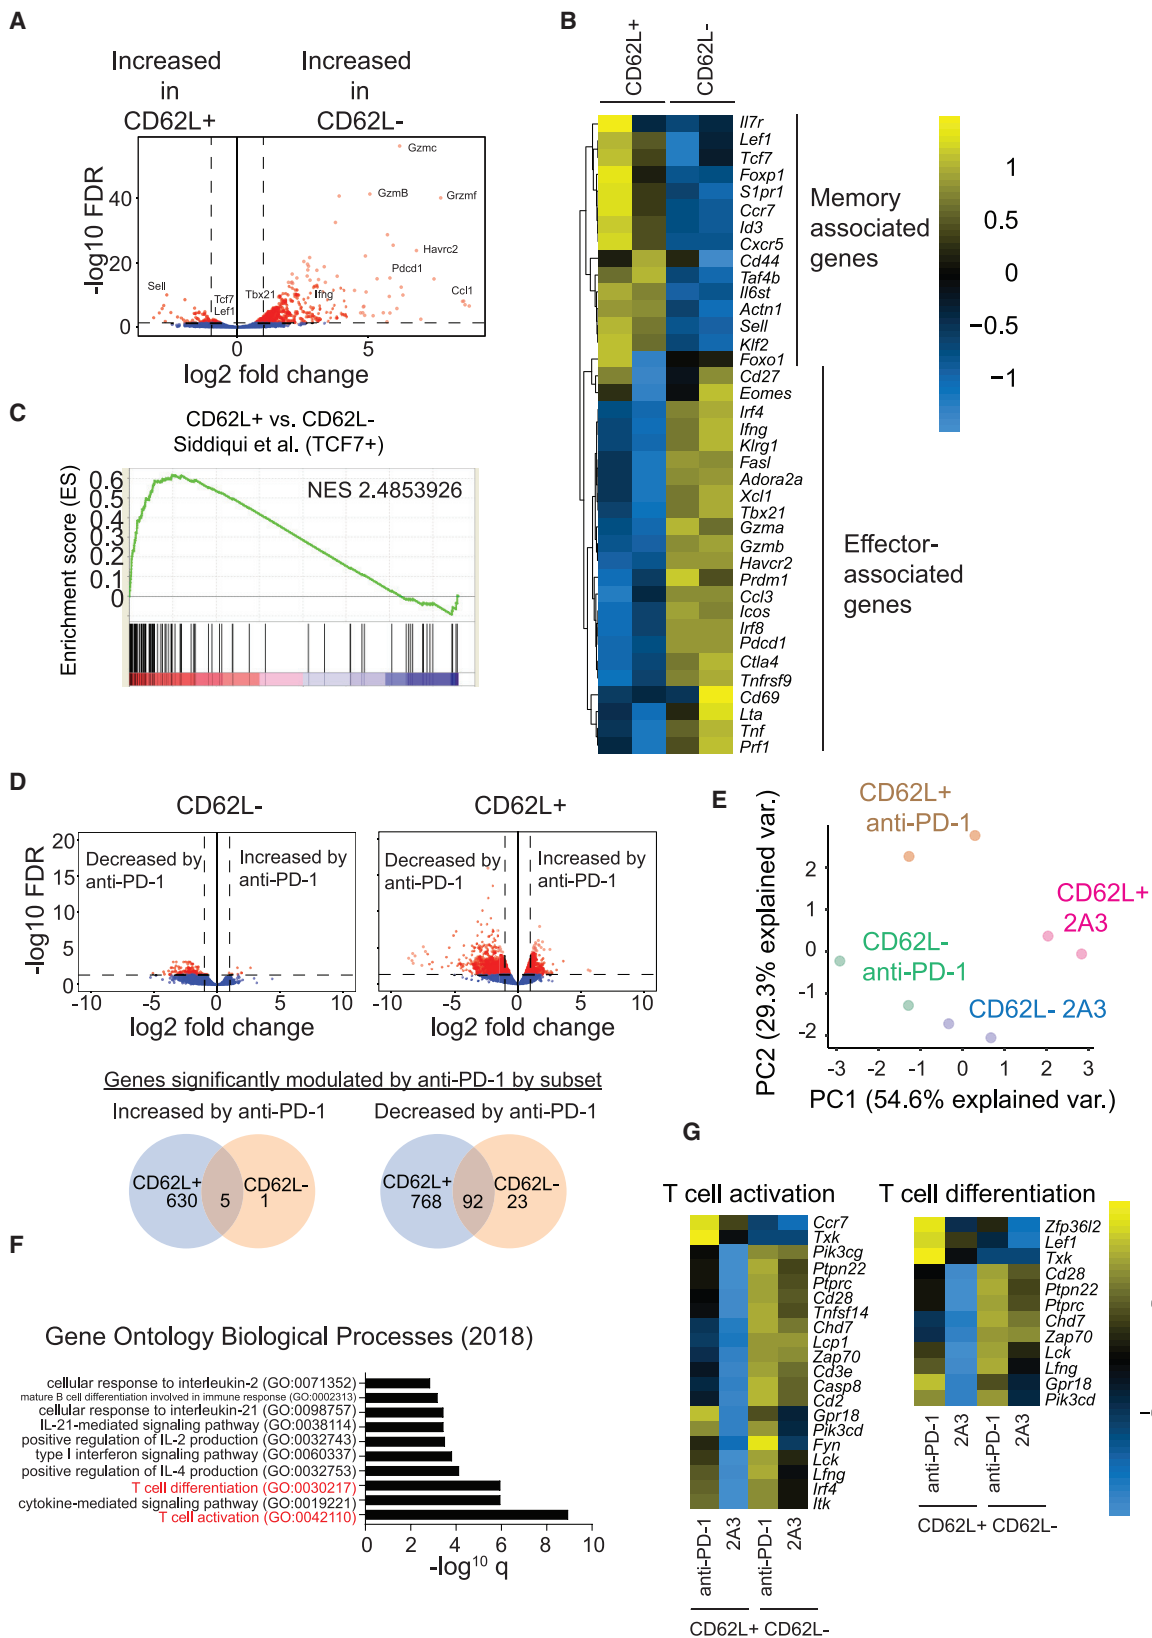 A
Increased
in
CD62L+
Increased
in
CD62L-
-log10 FDR
40
20
0
Gzmc
GzmB
Grzmf
Havrc2
Pdcd1
Ccl1
Sell
Tcf7
Lef1
Tbx21
Ifng
0
5
log2 fold change
B
CD62L+
CD62L-
Il7r
Lef1
Tcf7
Foxp1
S1pr1
Ccr7
Id3
Cxcr5
Cd44
Taf4b
Il6st
Actn1
Sell
Klf2
Foxo1
Cd27
Eomes
Irf4
Ifng
Klrg1
Fasl
Adora2a
Xcl1
Tbx21
Gzma
Gzmb
Havcr2
Prdm1
Ccl3
Icos
Irf8
Pdcd1
Ctla4
Tnfrsf9
Cd69
Lta
Tnf
Prf1
Memory
associated
genes
Effector-
associated
genes
1
0.5
0
−0.5
−1
C
CD62L+ vs. CD62L-
Siddiqui et al. (TCF7+)
Enrichment score (ES)
0.6
0.5
0.4
0.3
0.2
0.1
0
NES 2.4853926
D
CD62L-
CD62L+
-log10 FDR
20
15
10
5
0
Decreased by
anti-PD-1
Increased by
anti-PD-1
Decreased by
anti-PD-1
Increased by
anti-PD-1
-10 -5 0 5 10
-10 -5 0 5 10
log2 fold change
log2 fold change
Genes significantly modulated by anti-PD-1 by subset
Increased by anti-PD-1
Decreased by anti-PD-1
CD62L+
630
5
CD62L-
1
CD62L+
768
92
CD62L-
23
E
CD62L+
anti-PD-1
CD62L+
2A3
CD62L-
anti-PD-1
CD62L- 2A3
PC2 (29.3% explained var.)
2
1
0
-1
-2
-3 -2 -1 0 1 2 3
PC1 (54.6% explained var.)
F
Gene Ontology Biological Processes (2018)
cellular response to interleukin-2 (GO:0071352)
mature B cell differentiation involved in immune response (GO:0002313)
cellular response to interleukin-21 (GO:0098757)
IL-21-mediated signaling pathway (GO:0038114)
positive regulation of IL-2 production (GO:0032743)
type I interferon signaling pathway (GO:0060337)
positive regulation of IL-4 production (GO:0032753)
T cell differentiation (GO:0030217)
cytokine-mediated signaling pathway (GO:0019221)
T cell activation (GO:0042110)
0 2 4 6 8 10
-log10 q
G
T cell activation
Ccr7
Txk
Pik3cg
Ptpn22
Ptprc
Cd28
Tnfsf14
Chd7
Lcp1
Zap70
Cd3e
Casp8
Cd2
Gpr18
Pik3cd
Fyn
Lck
Lfng
Irf4
Itk
anti-PD-1
2A3
anti-PD-1
2A3
CD62L+ CD62L-
T cell differentiation
Zfp36l2
Lef1
Txk
Cd28
Ptpn22
Ptprc
Chd7
Zap70
Lck
Lfng
Gpr18
Pik3cd
anti-PD-1
2A3
anti-PD-1
2A3
CD62L+ CD62L-